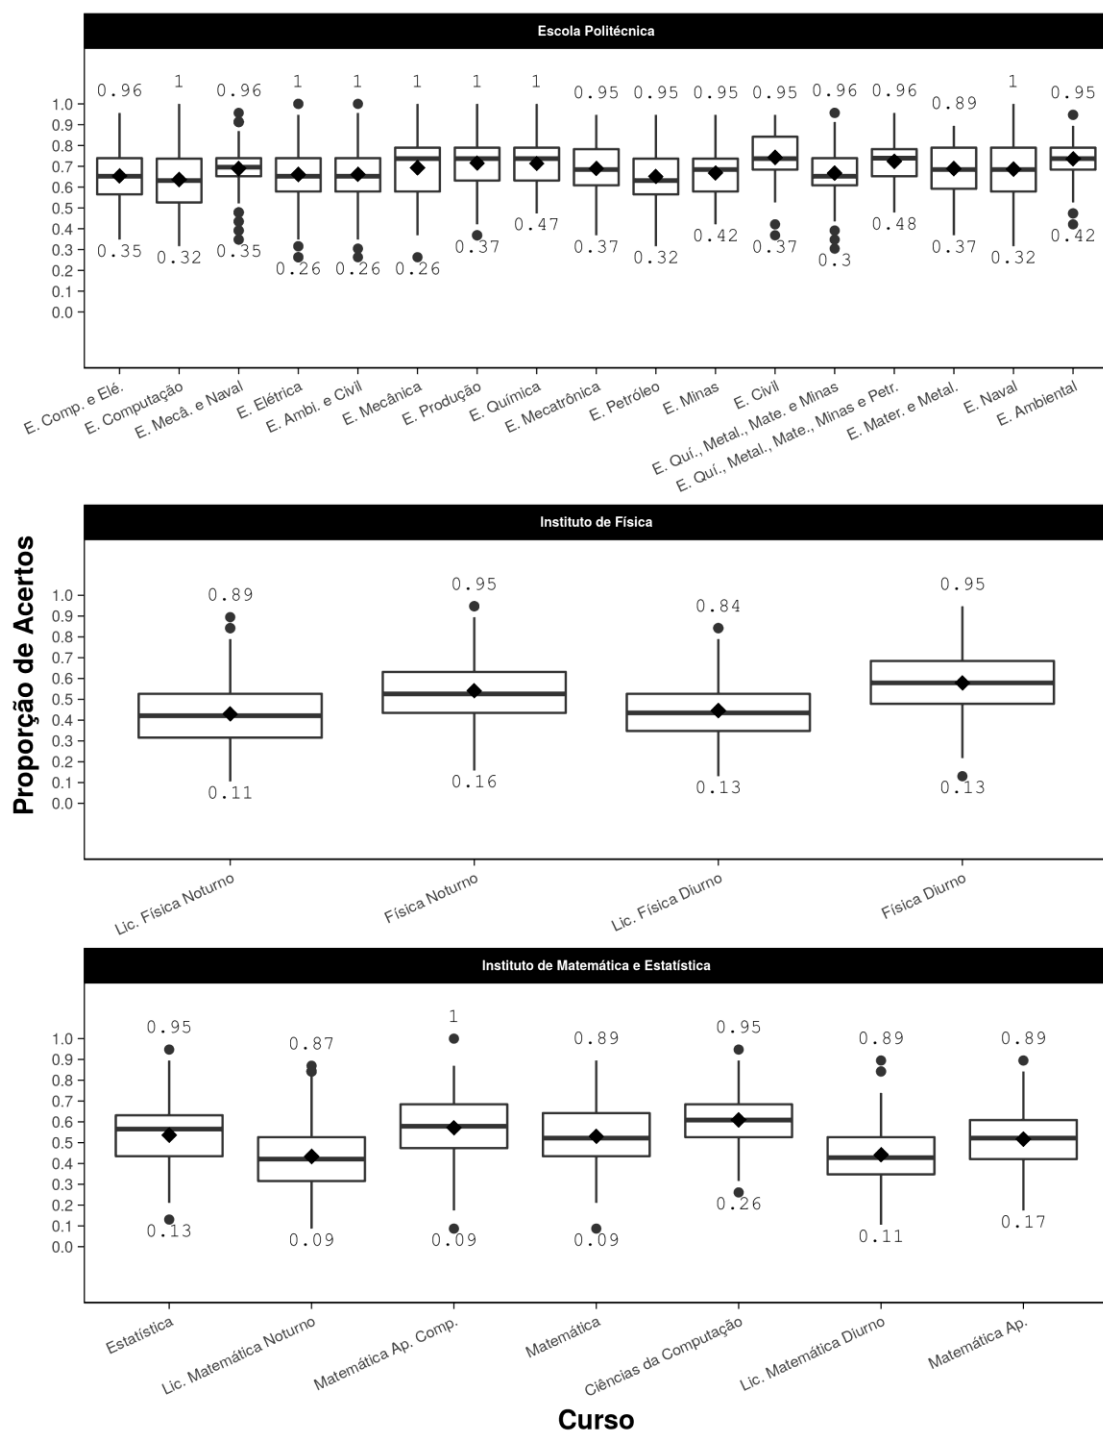 Escola Politécnica
0.96 1 0.96 1 1 1 1 1 0.95 0.95 0.95 0.95 0.96 0.96 0.89 1 0.95
1.0
0.9
0.8
0.7
0.6
0.5
0.4
0.3
0.2
0.1
0.0
0.35 0.32 0.35 0.26 0.26 0.26 0.37 0.47 0.37 0.32 0.42 0.37 0.3 0.48 0.37 0.32 0.42
E. Comp. e Elé.
E. Computação
E. Mecâ. e Naval
E. Elétrica
E. Ambi. e Civil
E. Mecânica
E. Produção
E. Química
E. Mecatrônica
E. Petróleo
E. Minas
E. Civil
E. Quí., Metal., Mate. e Minas
E. Quí., Metal., Mate., Minas e Petr.
E. Mater. e Metal.
E. Naval
E. Ambiental
Proporção de Acertos
Instituto de Física
0.89 0.95 0.84 0.95
1.0
0.9
0.8
0.7
0.6
0.5
0.4
0.3
0.2
0.1
0.0
0.11 0.16 0.13 0.13
Lic. Física Noturno
Física Noturno
Lic. Física Diurno
Física Diurno
Instituto de Matemática e Estatística
0.95 0.87 1 0.89 0.95 0.89 0.89
1.0
0.9
0.8
0.7
0.6
0.5
0.4
0.3
0.2
0.1
0.0
0.13 0.09 0.09 0.09 0.26 0.11 0.17
Estatística
Lic. Matemática Noturno
Matemática Ap. Comp.
Matemática
Ciências da Computação
Lic. Matemática Diurno
Matemática Ap.
Curso